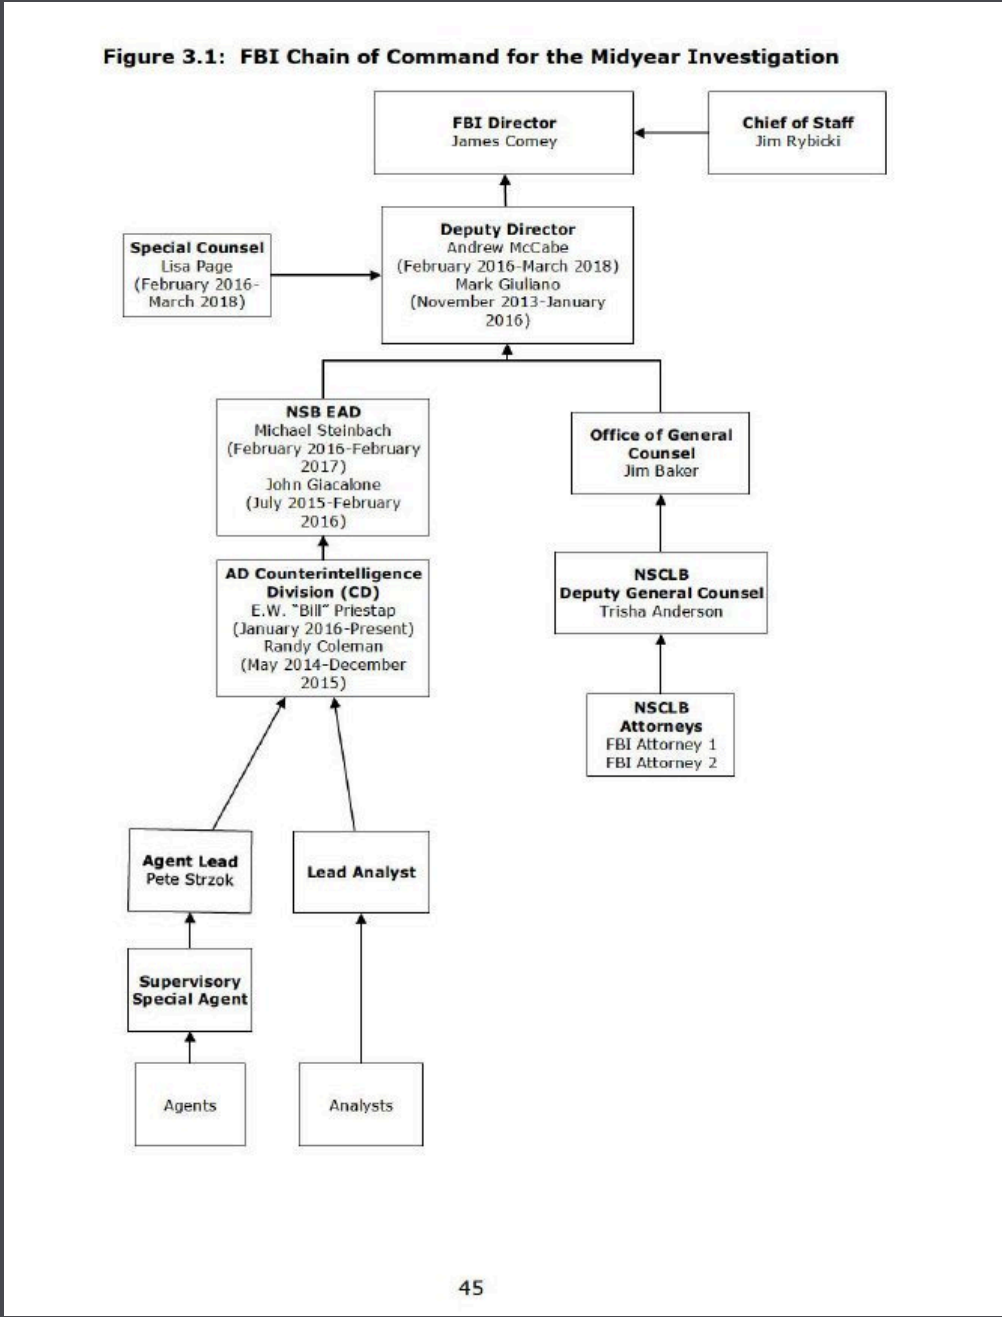 Figure 3.1: FBI Chain of Command for the Midyear Investigation
FBI Director
James Comey
Chief of Staff
Jim Rybicki
Deputy Director
Andrew McCabe
(February 2016-March 2018)
Mark Giuliano
(November 2013-January
2016)
Special Counsel
Lisa Page
(February 2016-
March 2018)
NSB EAD
Michael Steinbach
(February 2016-February
2017)
John Giacalone
(July 2015-February
2016)
Office of General
Counsel
Jim Baker
AD Counterintelligence
Division (CD)
E.W. "Bill" Priestap
(January 2016-Present)
Randy Coleman
(May 2014-December
2015)
NSCLB
Deputy General Counsel
Trisha Anderson
NSCLB
Attorneys
FBI Attorney 1
FBI Attorney 2
Agent Lead
Pete Strzok
Lead Analyst
Supervisory
Special Agent
Agents
Analysts
45